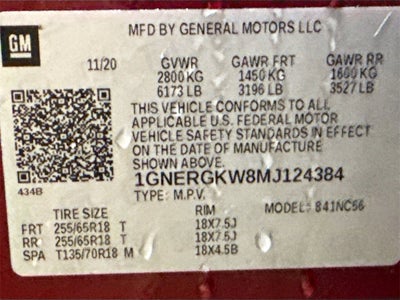 GM
MFD BY GENERAL MOTORS LLC
11/20 GVWR GAWR FRT GAWR RR
2800 KG 1450 KG 1600 KG
6173 LB 3196 LB 3527 LB
THIS VEHICLE CONFORMS TO ALL
APPLICABLE U.S. FEDERAL MOTOR
VEHICLE SAFETY STANDARDS IN EFFECT
ON THE DATE OF MANUFACTURE
SHOWN ABOVE.
1GNERGKW8MJ124384
434B
TYPE: M.P.V.
TIRE SIZE RIM MODEL: 841NC56
FRT 255/65R18 T 18X7.5J
RR 255/65R18 T 18X7.5J
SPA T135/70R18 M 18X4.5B